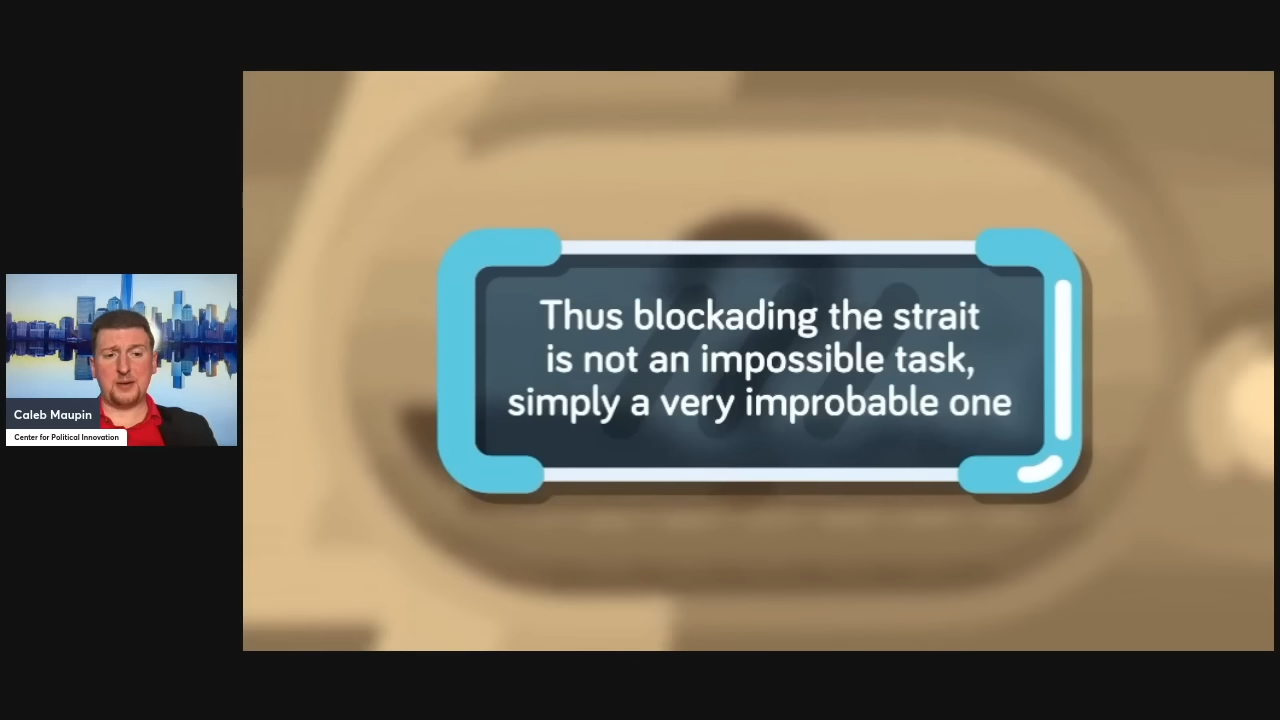 Thus blockading the strait
is not an impossible task,
simply a very improbable one
Caleb Maupin
Center for Political Innovation